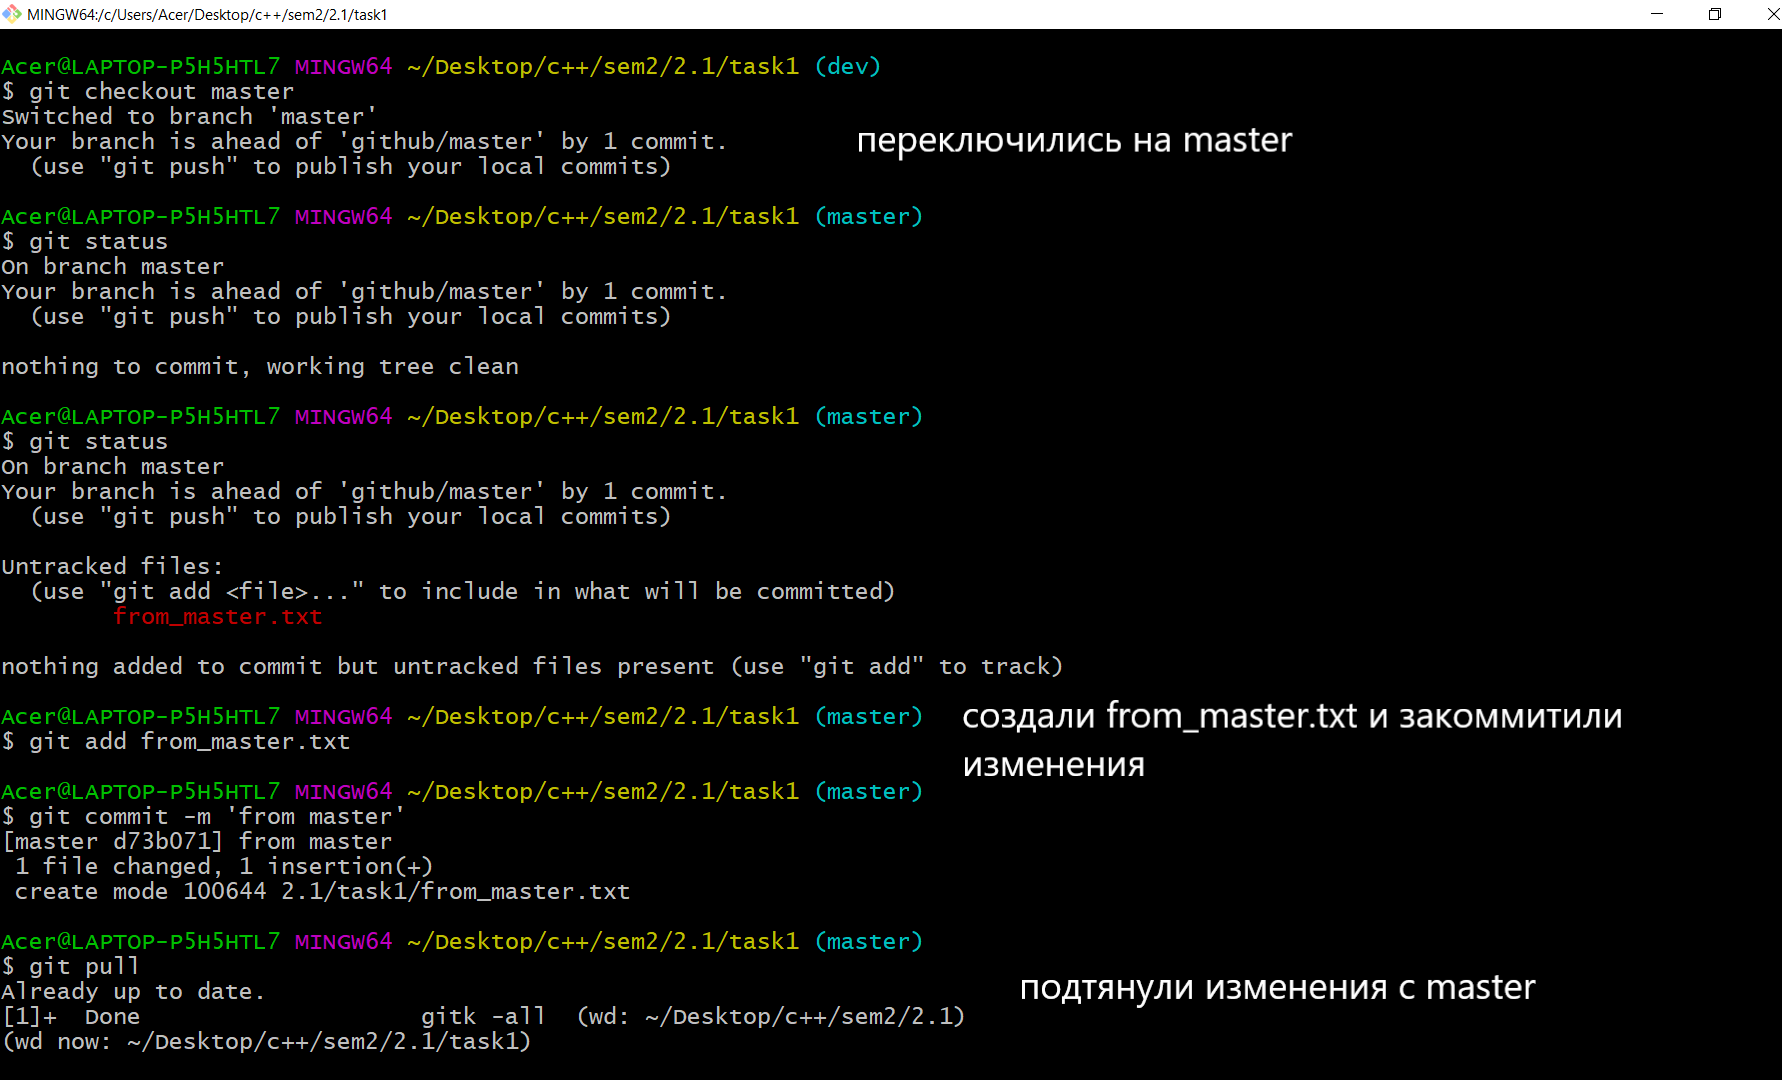 MINGW64:/c/Users/Acer/Desktop/c++/sem2/2.1/task1
Acer@LAPTOP-P5H5HTL7 MINGW64 ~/Desktop/c++/sem2/2.1/task1 (dev)
$ git checkout master
Switched to branch 'master'
Your branch is ahead of 'github/master' by 1 commit.
(use "git push" to publish your local commits)
переключились на master
Acer@LAPTOP-P5H5HTL7 MINGW64 ~/Desktop/c++/sem2/2.1/task1 (master)
$ git status
On branch master
Your branch is ahead of 'github/master' by 1 commit.
(use "git push" to publish your local commits)
nothing to commit, working tree clean
Acer@LAPTOP-P5H5HTL7 MINGW64 ~/Desktop/c++/sem2/2.1/task1 (master)
$ git status
On branch master
Your branch is ahead of 'github/master' by 1 commit.
(use "git push" to publish your local commits)
Untracked files:
(use "git add <file>..." to include in what will be committed)
from_master.txt
nothing added to commit but untracked files present (use "git add" to track)
Acer@LAPTOP-P5H5HTL7 MINGW64 ~/Desktop/c++/sem2/2.1/task1 (master)
$ git add from_master.txt
создали from_master.txt и закоммитили
изменения
Acer@LAPTOP-P5H5HTL7 MINGW64 ~/Desktop/c++/sem2/2.1/task1 (master)
$ git commit -m 'from master'
[master d73b071] from master
1 file changed, 1 insertion(+)
create mode 100644 2.1/task1/from_master.txt
Acer@LAPTOP-P5H5HTL7 MINGW64 ~/Desktop/c++/sem2/2.1/task1 (master)
$ git pull
Already up to date.
подтянули изменения с master
[1]+  Done                    gitk -all  (wd: ~/Desktop/c++/sem2/2.1)
(wd now: ~/Desktop/c++/sem2/2.1/task1)